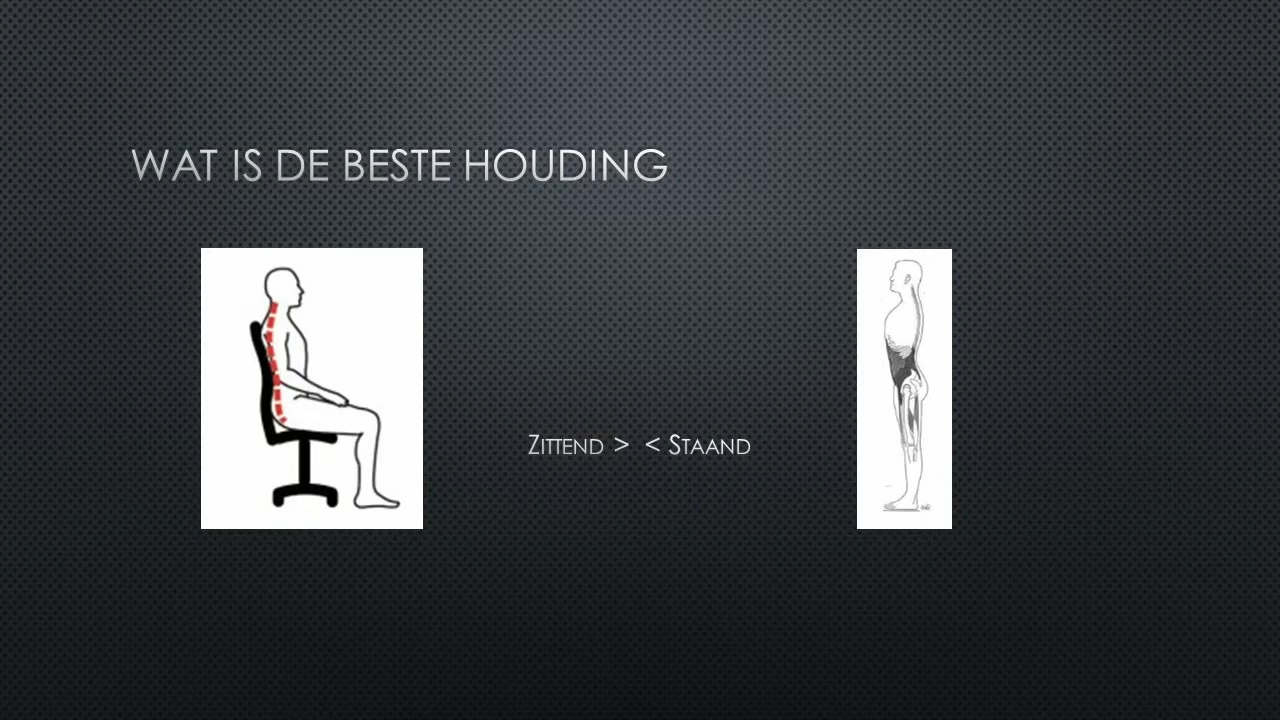 WAT IS DE BESTE HOUDING
ZITTEND > < STAAND